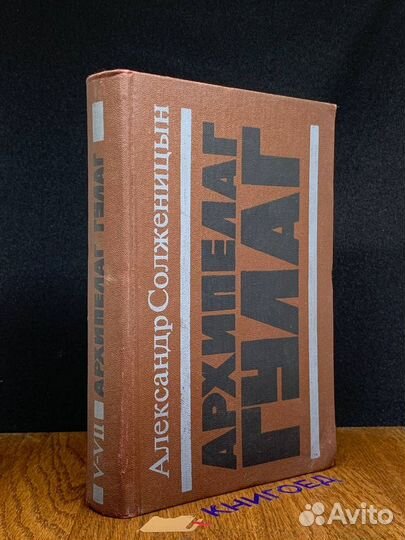 Александр Солженицын
АРХИПЕЛАГ
ГУЛАГ
V-VII АРХИПЕЛАГ ГУЛАГ
КНИГОЕД
Avito